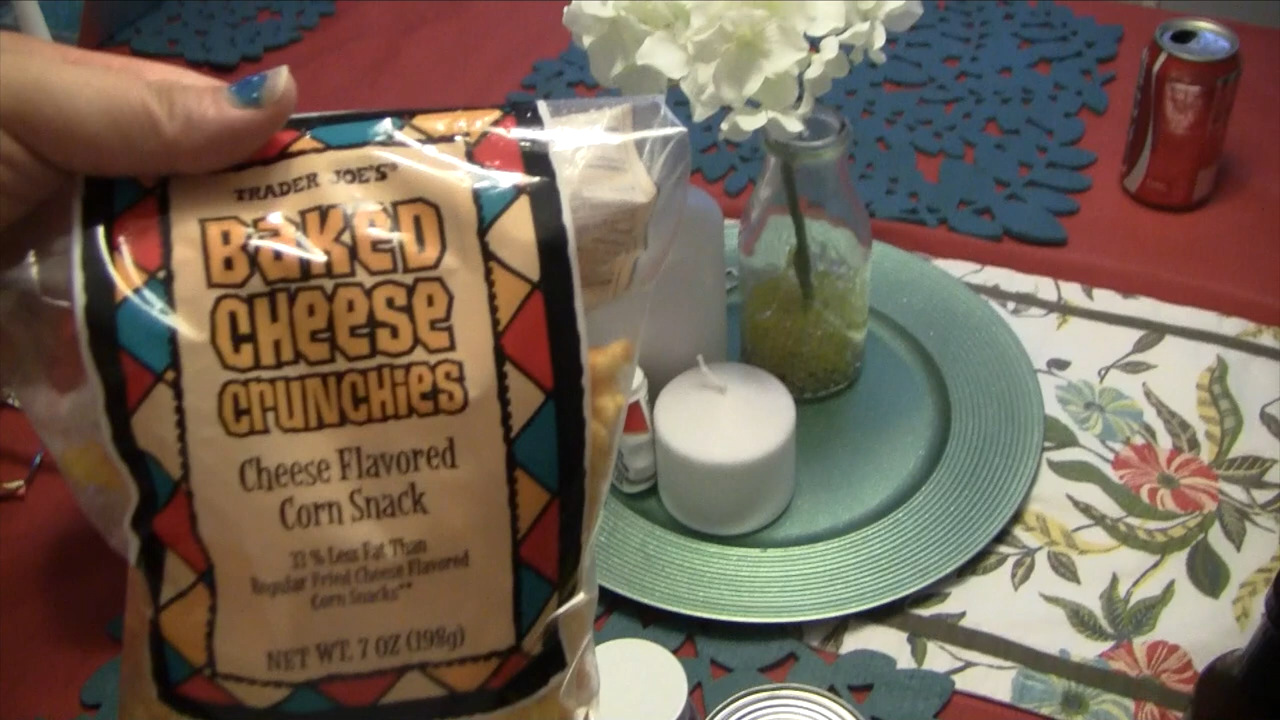 TRADER JOE'S
BAKED
CHEESE
CRUNCHIES
Cheese Flavored
Corn Snack
33% Less Fat Than
Regular Fried Cheese Flavored
Corn Snacks**
NET WT. 7 OZ (198g)